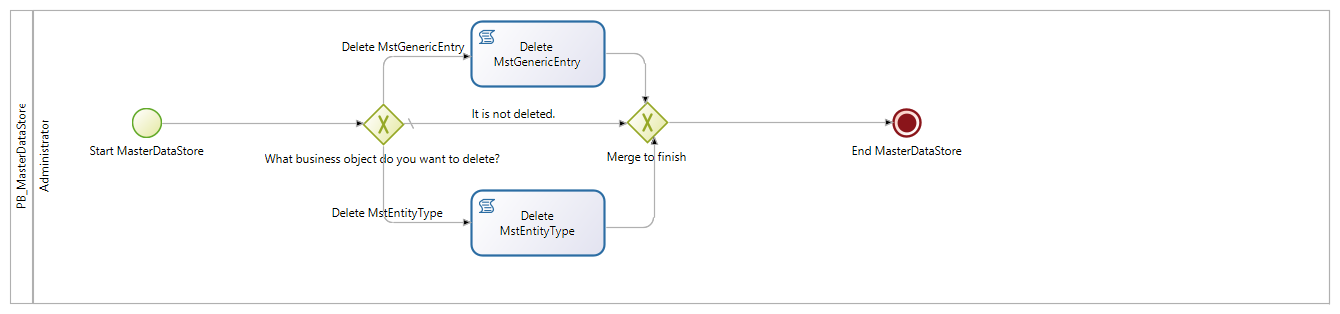 PB_MasterDataStore
Administrator
Start MasterDataStore
What business object do you want to delete?
Delete MstGenericEntry
Delete
MstGenericEntry
It is not deleted.
Delete MstEntityType
Delete
MstEntityType
Merge to finish
End MasterDataStore